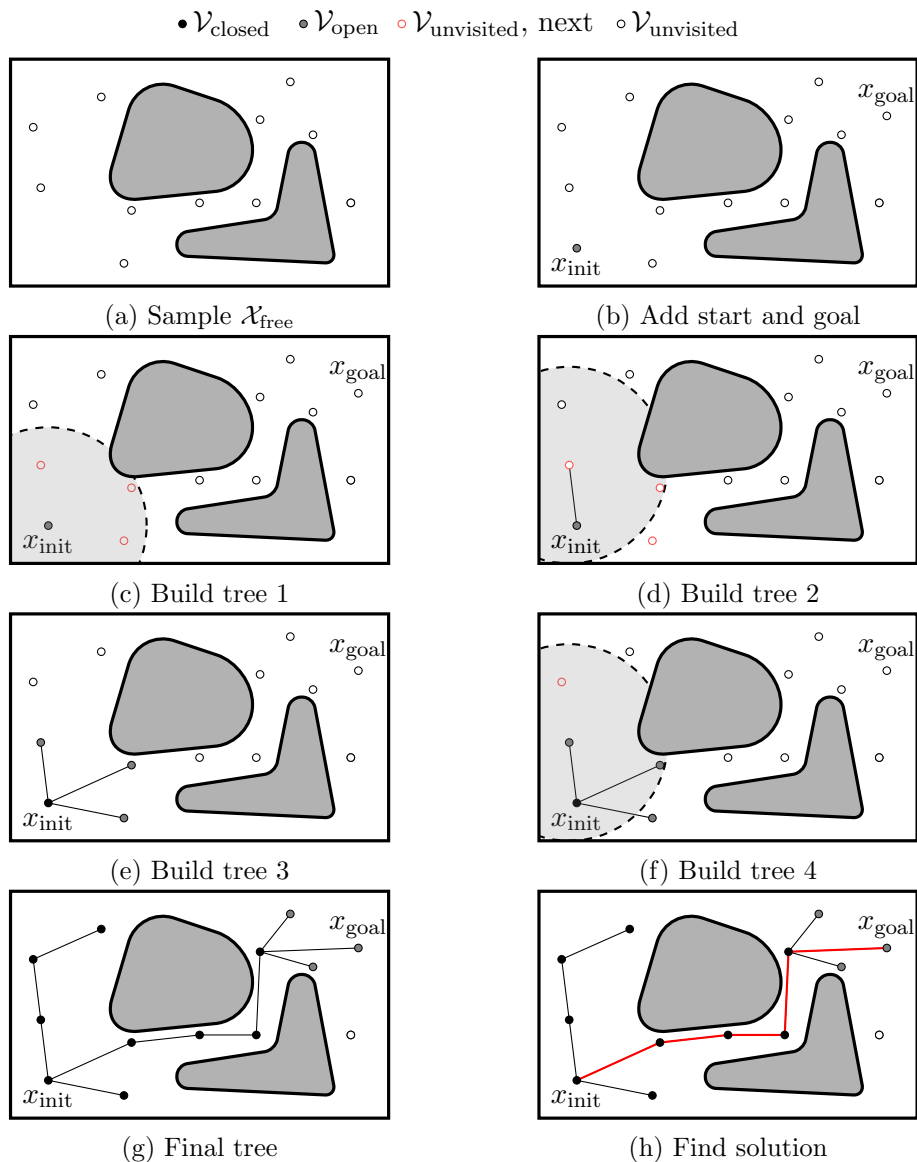 • 𝒱closed • 𝒱open ○ 𝒱unvisited, next ○ 𝒱unvisited
xgoal
xinit
(a) Sample 𝒳free
(b) Add start and goal
xgoal
xgoal
xinit
xinit
(c) Build tree 1
(d) Build tree 2
xgoal
xgoal
xinit
xinit
(e) Build tree 3
(f) Build tree 4
xgoal
xgoal
xinit
xinit
(g) Final tree
(h) Find solution